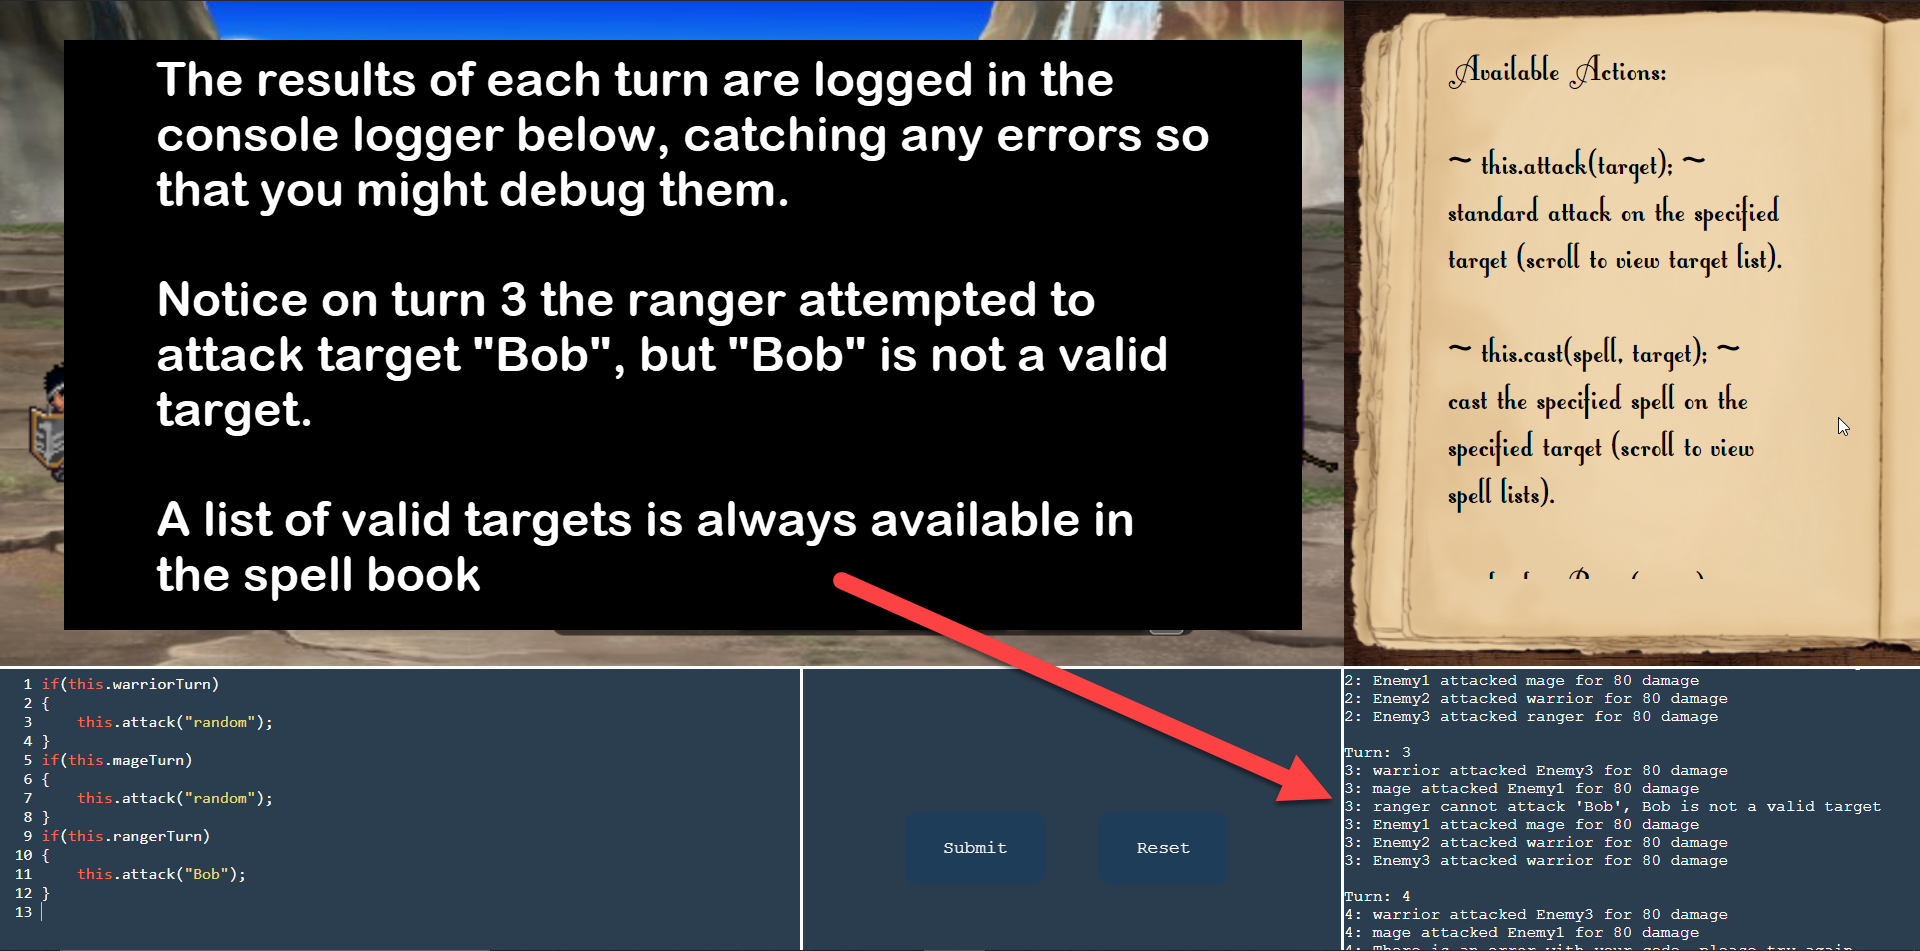 The results of each turn are logged in the
console logger below, catching any errors so
that you might debug them.
Notice on turn 3 the ranger attempted to
attack target "Bob", but "Bob" is not a valid
target.
A list of valid targets is always available in
the spell book
Available Actions:
~ this.attack(target); ~
standard attack on the specified
target (scroll to view target list).
~ this.cast(spell, target); ~
cast the specified spell on the
specified target (scroll to view
spell lists).
1 if(this.warriorTurn)
2 {
3     this.attack("random");
4 }
5 if(this.mageTurn)
6 {
7     this.attack("random");
8 }
9 if(this.rangerTurn)
10 {
11     this.attack("Bob");
12 }
13
Submit
Reset
2: Enemy1 attacked mage for 80 damage
2: Enemy2 attacked warrior for 80 damage
2: Enemy3 attacked ranger for 80 damage
Turn: 3
3: warrior attacked Enemy3 for 80 damage
3: mage attacked Enemy1 for 80 damage
3: ranger cannot attack 'Bob', Bob is not a valid target
3: Enemy1 attacked mage for 80 damage
3: Enemy2 attacked warrior for 80 damage
3: Enemy3 attacked warrior for 80 damage
Turn: 4
4: warrior attacked Enemy3 for 80 damage
4: mage attacked Enemy1 for 80 damage
4: There is an error with your code, please try again